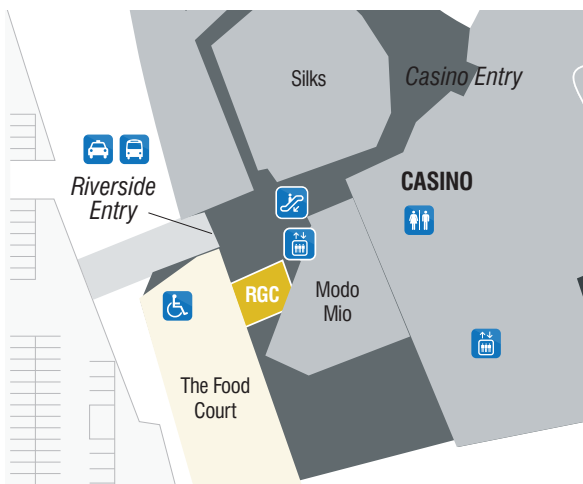 Silks
Casino Entry
Riverside
Entry
CASINO
RGC
Modo
Mio
The Food
Court